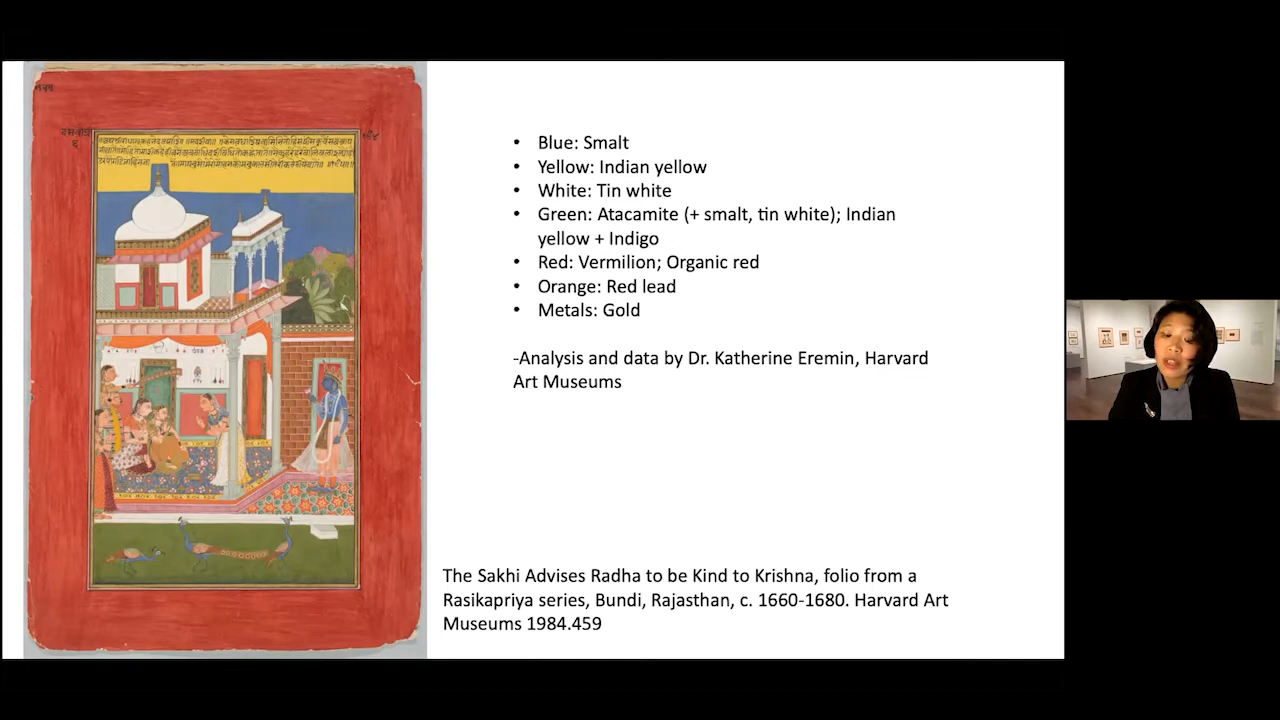 • Blue: Smalt
• Yellow: Indian yellow
• White: Tin white
• Green: Atacamite (+ smalt, tin white); Indian
yellow + Indigo
• Red: Vermilion; Organic red
• Orange: Red lead
• Metals: Gold
-Analysis and data by Dr. Katherine Eremin, Harvard
Art Museums
The Sakhi Advises Radha to be Kind to Krishna, folio from a
Rasikapriya series, Bundi, Rajasthan, c. 1660-1680. Harvard Art
Museums 1984.459